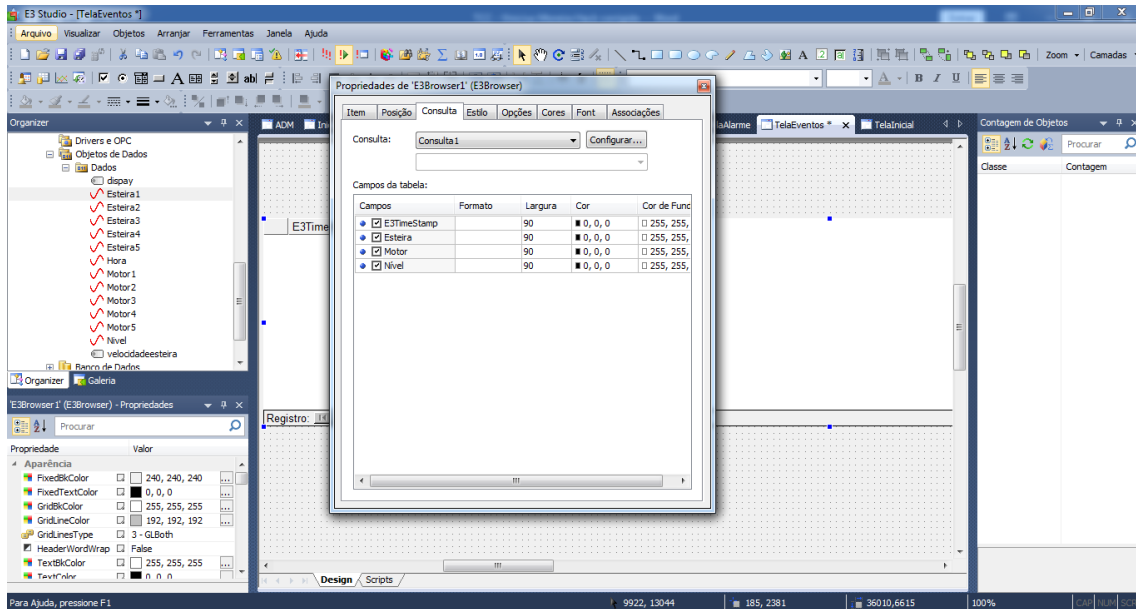 E3 Studio - [TelaEventos *]
Arquivo Visualizar Objetos Arranjar Ferramentas Janela Ajuda
Zoom Camadas
A B I U
Organizer
ADM
laAlarme TelaEventos * TelaInicial
Contagem de Objetos
Procurar
Classe Contagem
Drivers e OPC
Objetos de Dados
Dados
dispay
Esteira1
Esteira2
Esteira3
Esteira4
Esteira5
Hora
Motor1
Motor2
Motor3
Motor4
Motor5
Nivel
velocidadeesteira
Banco de Dados
Organizer Galeria
'E3Browser1' (E3Browser) - Propriedades
Procurar
Propriedade Valor
Aparência
FixedBkColor 240, 240, 240
FixedTextColor 0, 0, 0
GridBkColor 255, 255, 255
GridLineColor 192, 192, 192
GridLinesType 3 - GLBoth
HeaderWordWrap False
TextBkColor 255, 255, 255
TextColor 0, 0, 0
E3Time
Registro:
Propriedades de 'E3Browser1' (E3Browser)
Item Posição Consulta Estilo Opções Cores Font Associações
Consulta: Consulta1 Configurar...
Campos da tabela:
Campos Formato Largura Cor Cor de Func
E3TimeStamp 90 0, 0, 0 255, 255,
Esteira 90 0, 0, 0 255, 255,
Motor 90 0, 0, 0 255, 255,
Nível 90 0, 0, 0 255, 255,
Design Scripts
Para Ajuda, pressione F1 9922, 13044 185, 2381 36010,6615 100% CAP NUM SCR